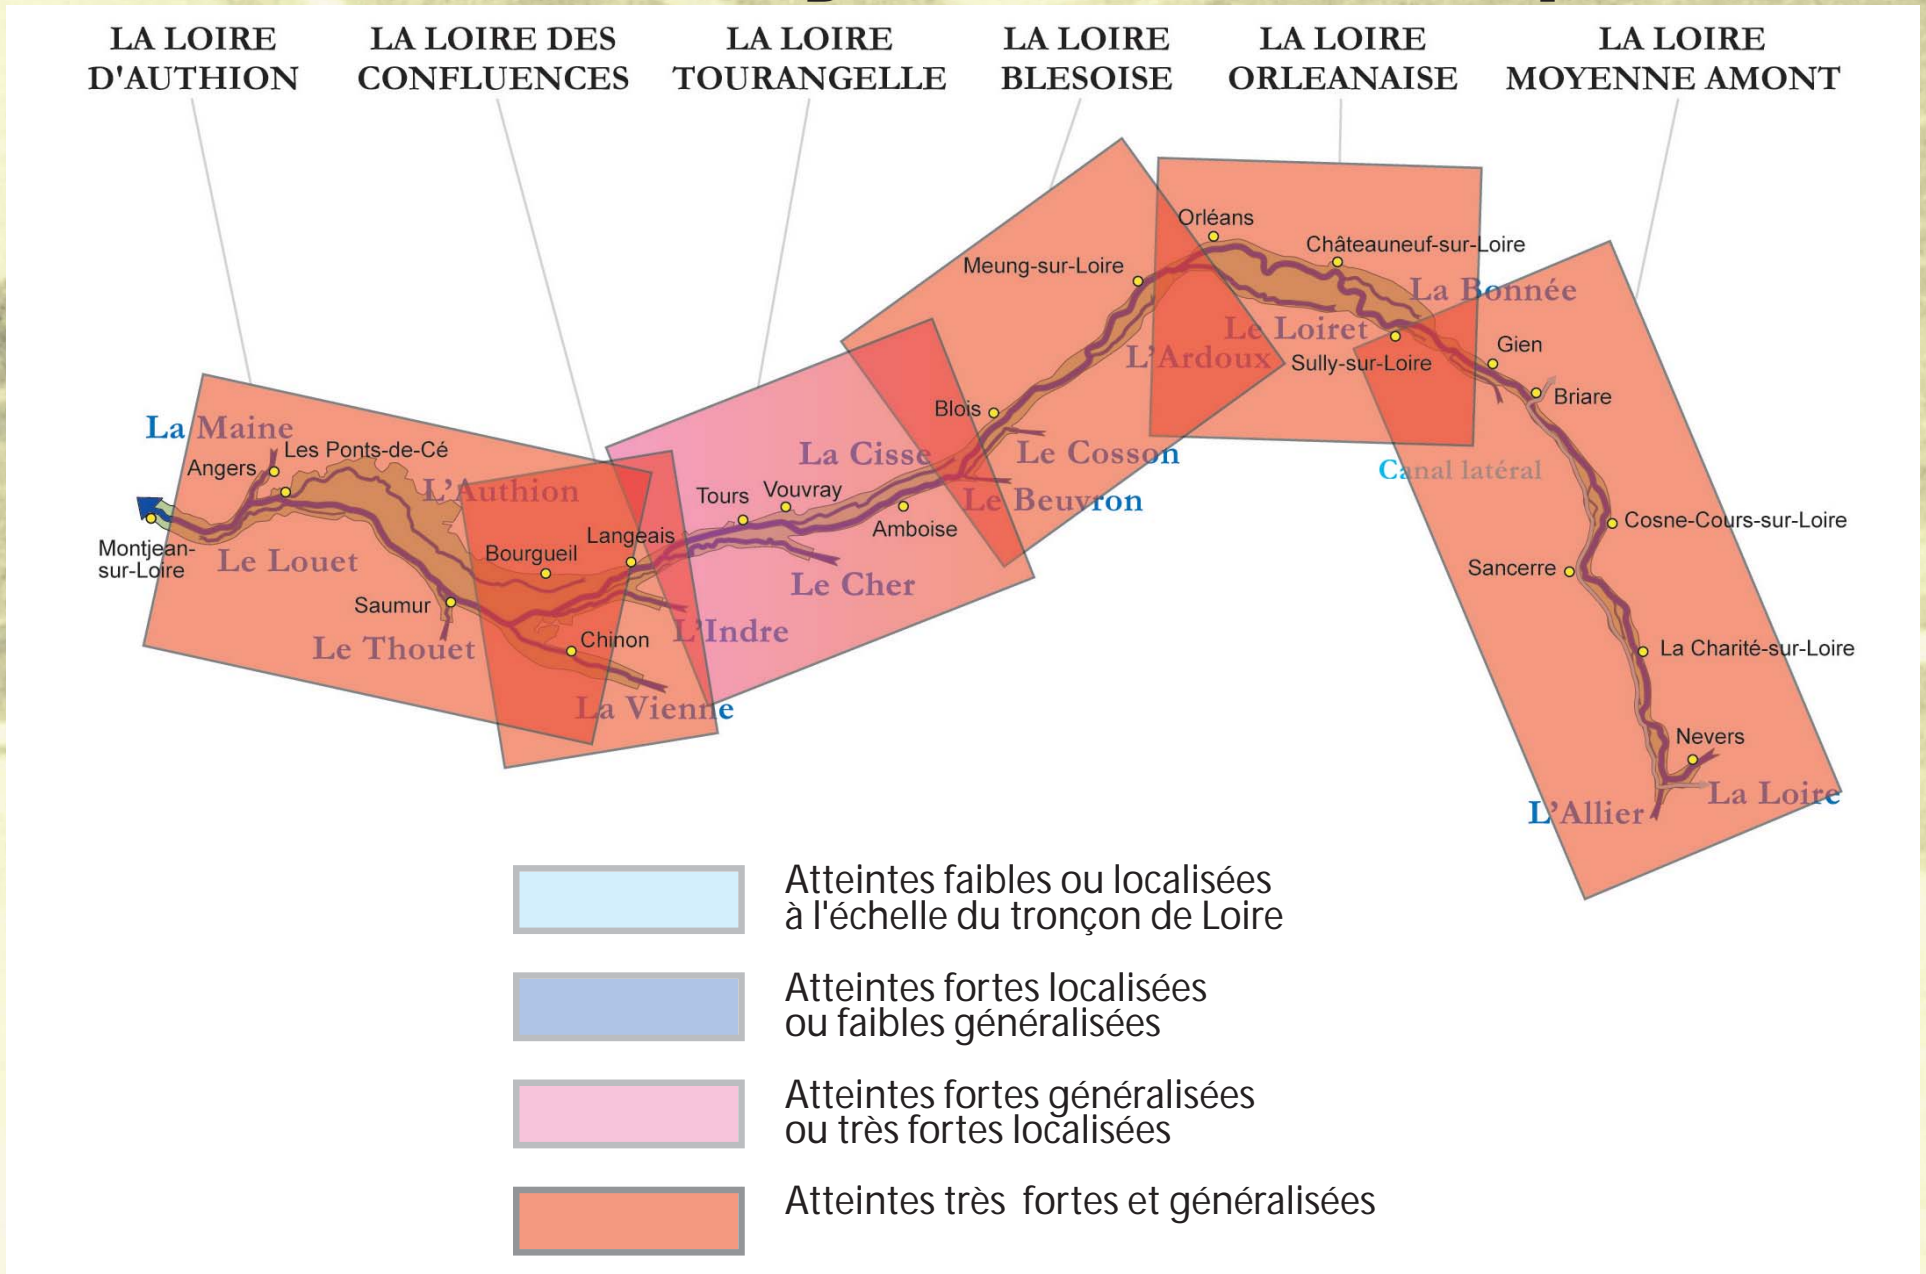 LA LOIRE
D'AUTHION
LA LOIRE DES
CONFLUENCES
LA LOIRE
TOURANGELLE
LA LOIRE
BLESOISE
LA LOIRE
ORLEANAISE
LA LOIRE
MOYENNE AMONT
Orléans
Châteauneuf-sur-Loire
Meung-sur-Loire
La Bonnée
Le Loiret
L'Ardoux
Sully-sur-Loire
Gien
Briare
Blois
La Maine
Les Ponts-de-Cé
Angers
La Cisse
Le Cosson
Canal latéral
L'Authion
Tours
Vouvray
Le Beuvron
Amboise
Cosne-Cours-sur-Loire
Langeais
Montjean-
sur-Loire
Le Louet
Bourgueil
Sancerre
Le Cher
Saumur
L'Indre
Le Thouet
Chinon
La Charité-sur-Loire
La Vienne
Nevers
La Loire
L'Allier
Atteintes faibles ou localisées
à l'échelle du tronçon de Loire
Atteintes fortes localisées
ou faibles généralisées
Atteintes fortes généralisées
ou très fortes localisées
Atteintes très fortes et généralisées